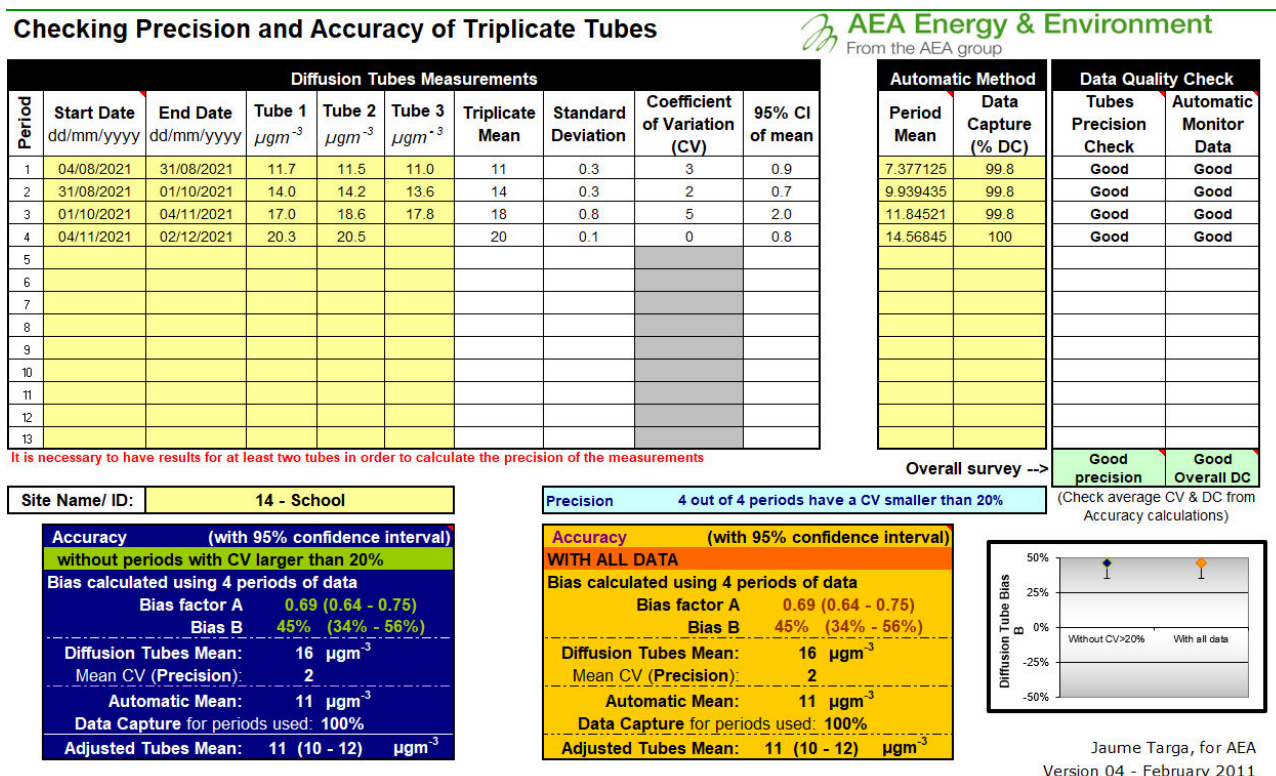 Checking Precision and Accuracy of Triplicate Tubes
AEA Energy & Environment
From the AEA group
Diffusion Tubes Measurements
Automatic Method
Data Quality Check
Period Start Date dd/mm/yyyy End Date dd/mm/yyyy Tube 1 µgm-3 Tube 2 µgm-3 Tube 3 µgm-3 Triplicate Mean Standard Deviation Coefficient of Variation (CV) 95% CI of mean Period Mean Data Capture (% DC) Tubes Precision Check Automatic Monitor Data
1 04/08/2021 31/08/2021 11.7 11.5 11.0 11 0.3 3 0.9 7.377125 99.8 Good Good
2 31/08/2021 01/10/2021 14.0 14.2 13.6 14 0.3 2 0.7 9.939435 99.8 Good Good
3 01/10/2021 04/11/2021 17.0 18.6 17.8 18 0.8 5 2.0 11.84521 99.8 Good Good
4 04/11/2021 02/12/2021 20.3 20.5 20 0.1 0 0.8 14.56845 100 Good Good
5
6
7
8
9
10
11
12
13
It is necessary to have results for at least two tubes in order to calculate the precision of the measurements
Overall survey -->
Good precision
Good Overall DC
(Check average CV & DC from
Accuracy calculations)
Site Name/ ID: 14 - School
Precision 4 out of 4 periods have a CV smaller than 20%
Accuracy (with 95% confidence interval)
without periods with CV larger than 20%
Bias calculated using 4 periods of data
Bias factor A 0.69 (0.64 - 0.75)
Bias B 45% (34% - 56%)
Diffusion Tubes Mean: 16 µgm-3
Mean CV (Precision): 2
Automatic Mean: 11 µgm-3
Data Capture for periods used: 100%
Adjusted Tubes Mean: 11 (10 - 12) µgm-3
Accuracy (with 95% confidence interval)
WITH ALL DATA
Bias calculated using 4 periods of data
Bias factor A 0.69 (0.64 - 0.75)
Bias B 45% (34% - 56%)
Diffusion Tubes Mean: 16 µgm-3
Mean CV (Precision): 2
Automatic Mean: 11 µgm-3
Data Capture for periods used: 100%
Adjusted Tubes Mean: 11 (10 - 12) µgm-3
Diffusion Tube Bias B
50%
25%
0%
-25%
-50%
Without CV>20%
With all data
Jaume Targa, for AEA
Version 04 - February 2011